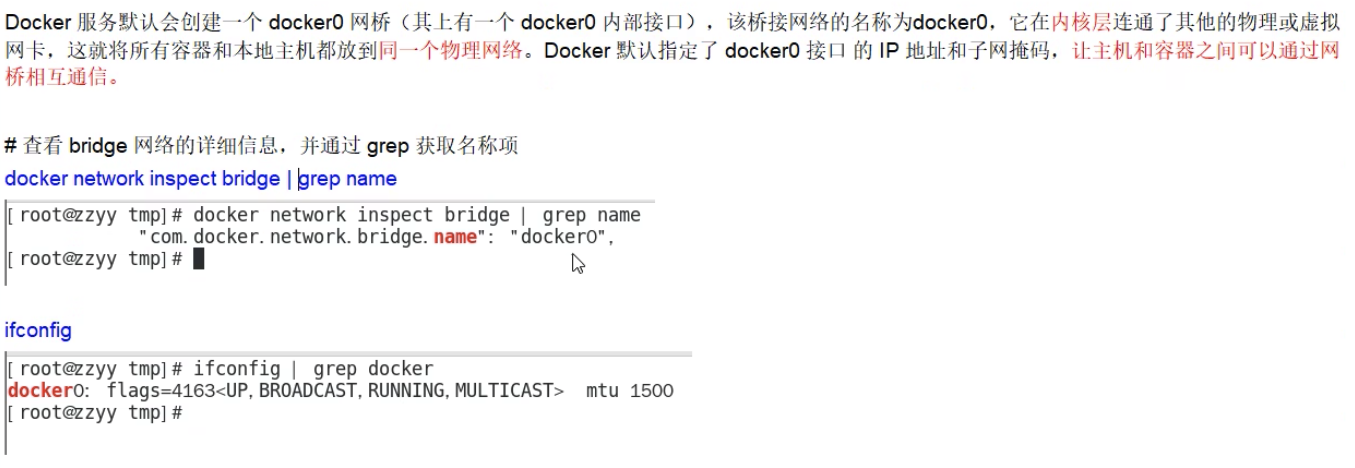 Docker 服务默认会创建一个 docker0 网桥（其上有一个 docker0 内部接口），该桥接网络的名称为docker0，它在内核层连通了其他的物理或虚拟
网卡，这就将所有容器和本地主机都放到同一个物理网络。Docker 默认指定了 docker0 接口 的 IP 地址和子网掩码，让主机和容器之间可以通过网
桥相互通信。
# 查看 bridge 网络的详细信息，并通过 grep 获取名称项
docker network inspect bridge | grep name
[root@zzyy tmp]# docker network inspect bridge | grep name
"com.docker.network.bridge.name": "docker0",
[root@zzyy tmp]#
ifconfig
[root@zzyy tmp]# ifconfig | grep docker
docker0: flags=4163<UP,BROADCAST,RUNNING,MULTICAST>  mtu 1500
[root@zzyy tmp]#